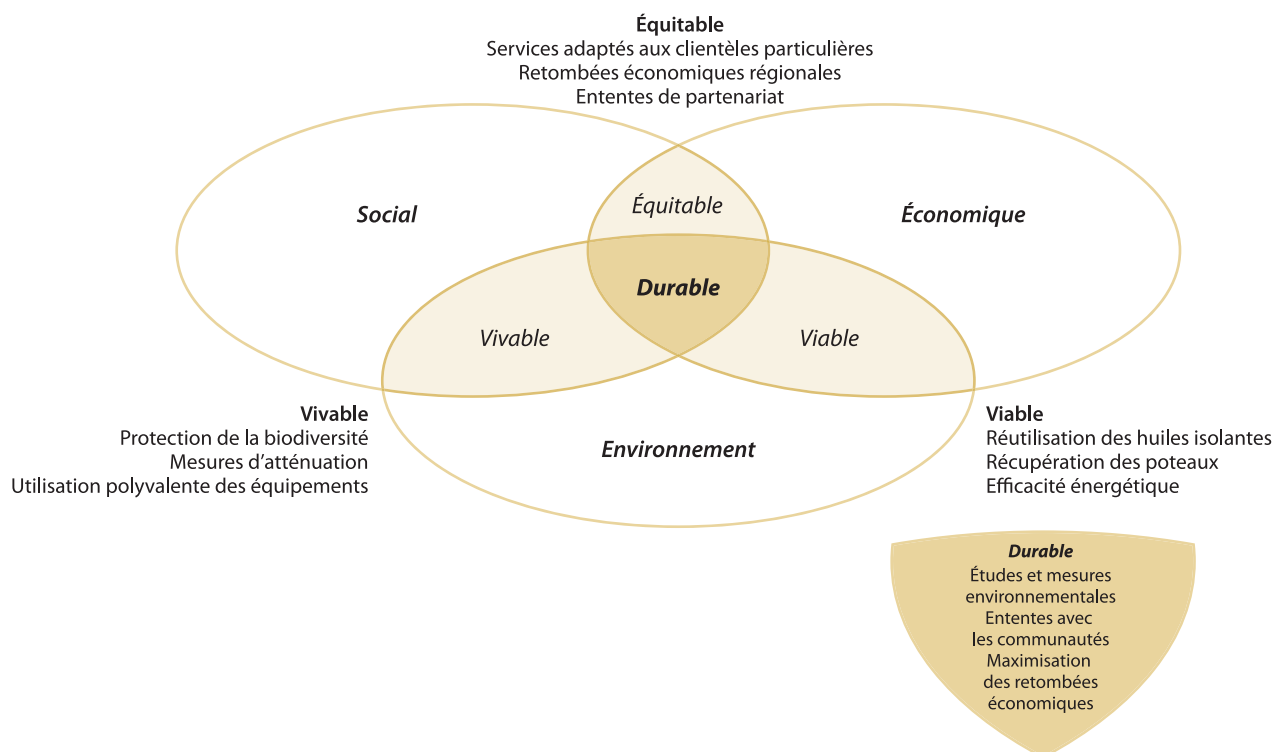 Équitable
Services adaptés aux clientèles particulières
Retombées économiques régionales
Ententes de partenariat
Social
Équitable
Économique
Durable
Vivable
Viable
Vivable
Protection de la biodiversité
Mesures d’atténuation
Utilisation polyvalente des équipements
Environnement
Viable
Réutilisation des huiles isolantes
Récupération des poteaux
Efficacité énergétique
Durable
Études et mesures
environnementales
Ententes avec
les communautés
Maximisation
des retombées
économiques